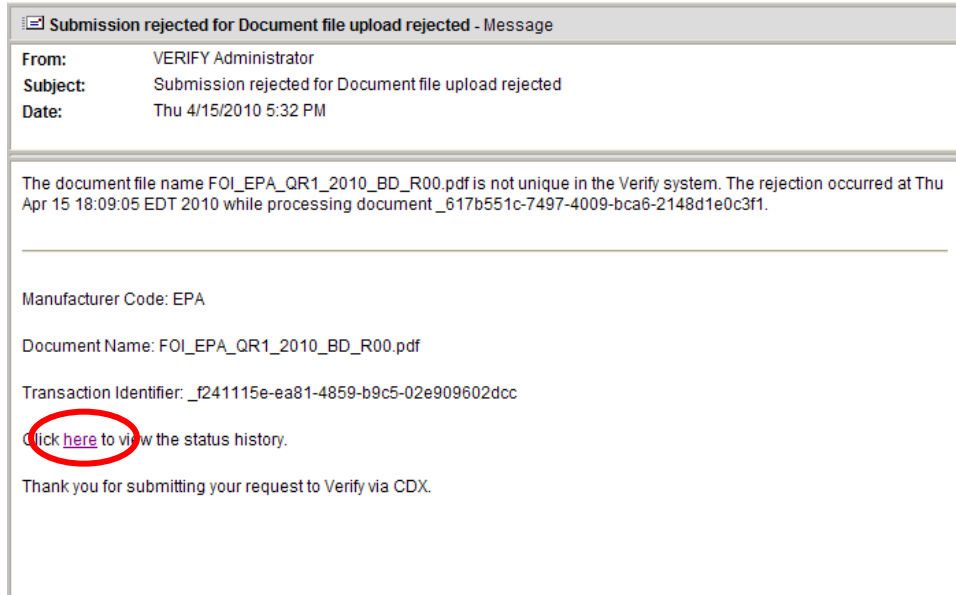 Submission rejected for Document file upload rejected - Message
From: VERIFY Administrator
Subject: Submission rejected for Document file upload rejected
Date: Thu 4/15/2010 5:32 PM
The document file name FOI_EPA_QR1_2010_BD_R00.pdf is not unique in the Verify system. The rejection occurred at Thu
Apr 15 18:09:05 EDT 2010 while processing document _617b551c-7497-4009-bca6-2148d1e0c3f1.
Manufacturer Code: EPA
Document Name: FOI_EPA_QR1_2010_BD_R00.pdf
Transaction Identifier: _f241115e-ea81-4859-b9c5-02e909602dcc
Click here to view the status history.
Thank you for submitting your request to Verify via CDX.